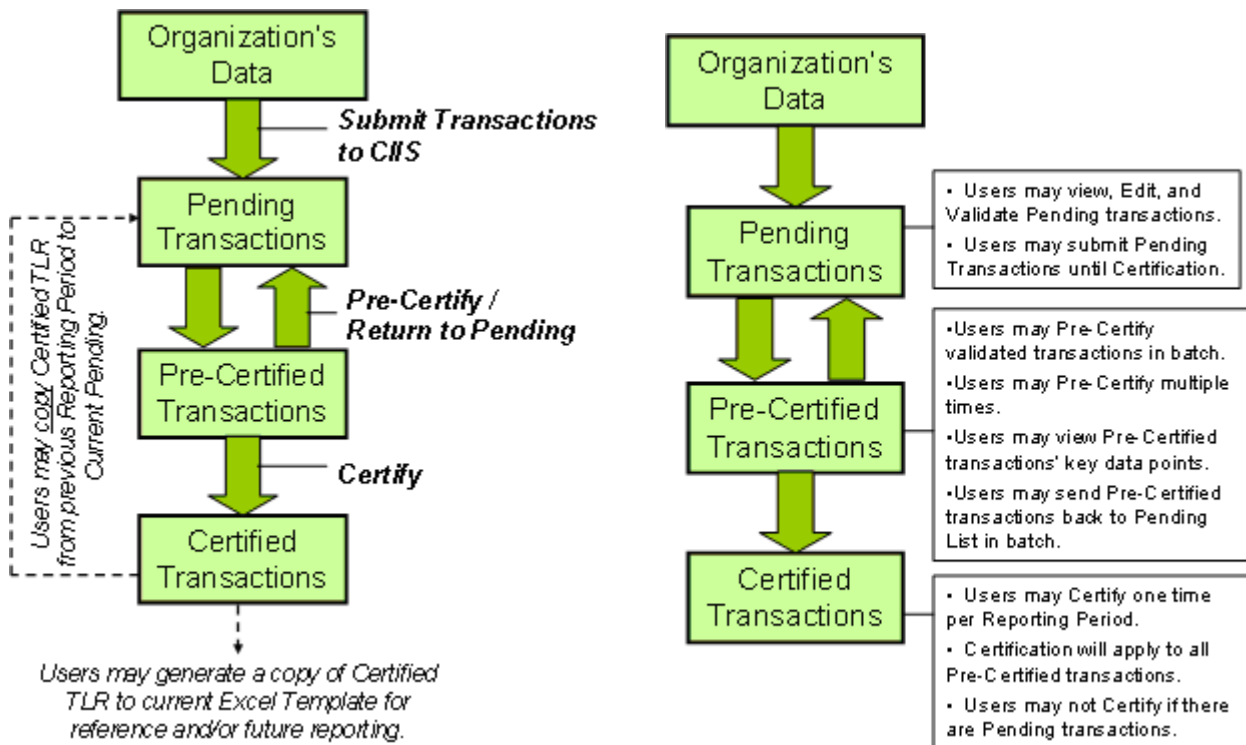 Organization's
Data
Submit Transactions
to CIIS
Pending
Transactions
Users may copy Certified TLR
from previous Reporting Period to
Current Pending.
Pre-Certify /
Return to Pending
Pre-Certified
Transactions
Certify
Certified
Transactions
Users may generate a copy of Certified
TLR to current Excel Template for
reference and/or future reporting.
Organization's
Data
Pending
Transactions
• Users may view, Edit, and
Validate Pending transactions.
• Users may submit Pending
Transactions until Certification.
Pre-Certified
Transactions
•Users may Pre-Certify
validated transactions in batch.
•Users may Pre-Certify multiple
times.
•Users may view Pre-Certified
transactions' key data points.
•Users may send Pre-Certified
transactions back to Pending
List in batch.
Certified
Transactions
• Users may Certify one time
per Reporting Period.
• Certification will apply to all
Pre-Certified transactions.
• Users may not Certify if there
are Pending transactions.